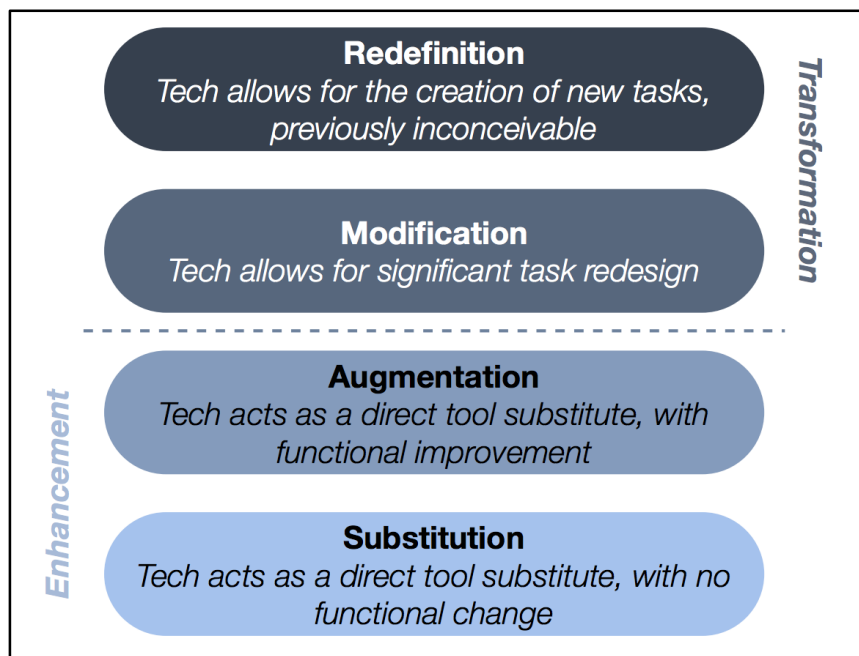 Redefinition
Tech allows for the creation of new tasks,
previously inconceivable
Transformation
Modification
Tech allows for significant task redesign
Augmentation
Tech acts as a direct tool substitute, with
functional improvement
Enhancement
Substitution
Tech acts as a direct tool substitute, with no
functional change